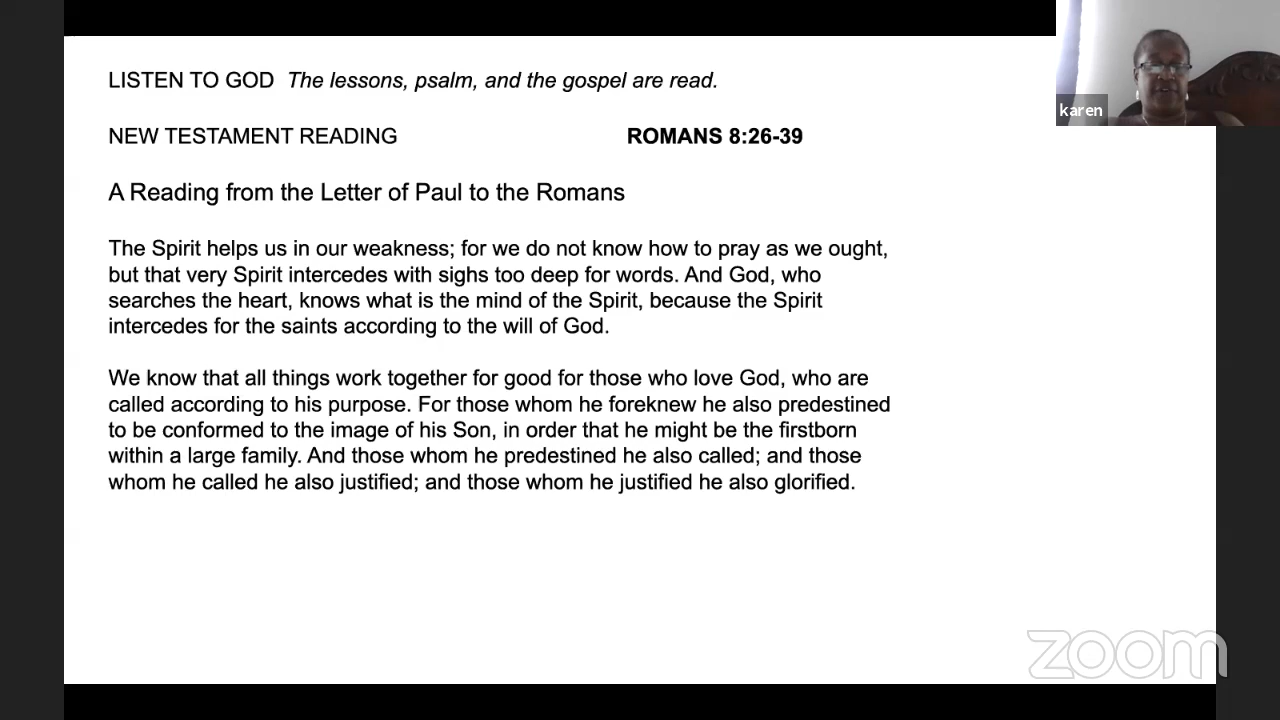 LISTEN TO GOD The lessons, psalm, and the gospel are read.
karen
NEW TESTAMENT READING ROMANS 8:26-39
A Reading from the Letter of Paul to the Romans
The Spirit helps us in our weakness; for we do not know how to pray as we ought,
but that very Spirit intercedes with sighs too deep for words. And God, who
searches the heart, knows what is the mind of the Spirit, because the Spirit
intercedes for the saints according to the will of God.
We know that all things work together for good for those who love God, who are
called according to his purpose. For those whom he foreknew he also predestined
to be conformed to the image of his Son, in order that he might be the firstborn
within a large family. And those whom he predestined he also called; and those
whom he called he also justified; and those whom he justified he also glorified.
zoom